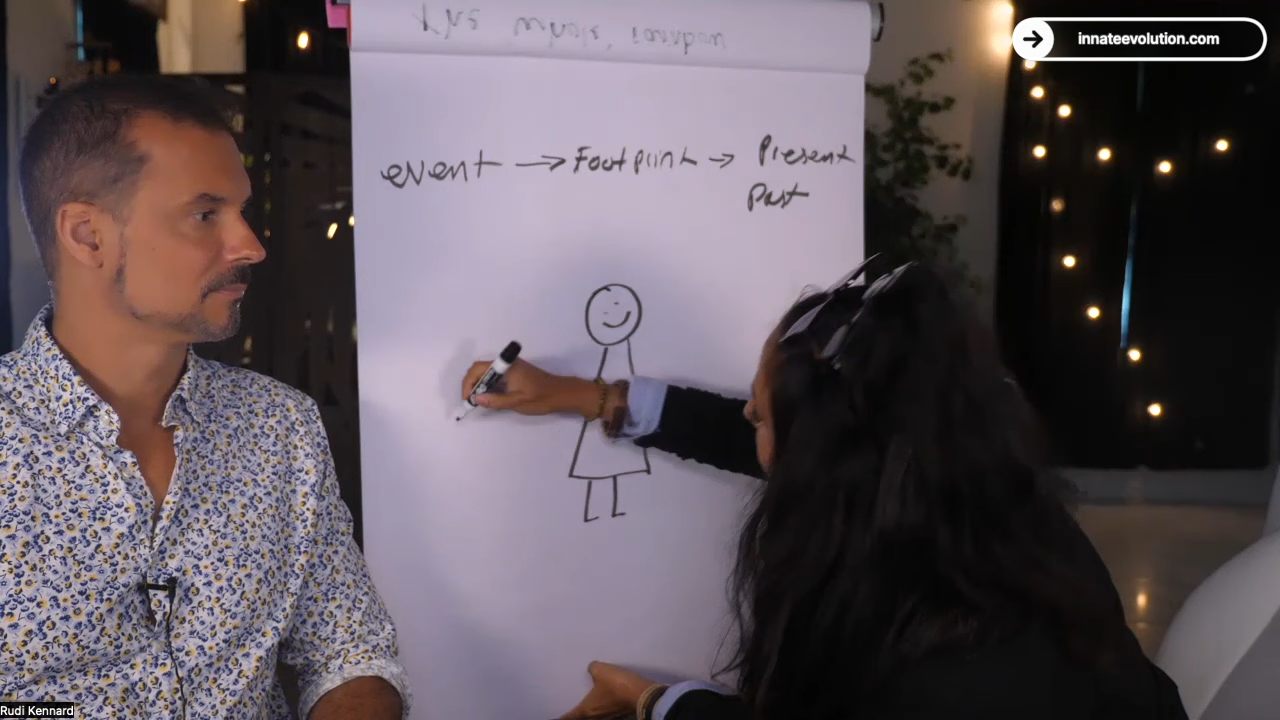 innateevolution.com
event → Footprint → Present
Past
Rudi Kennard